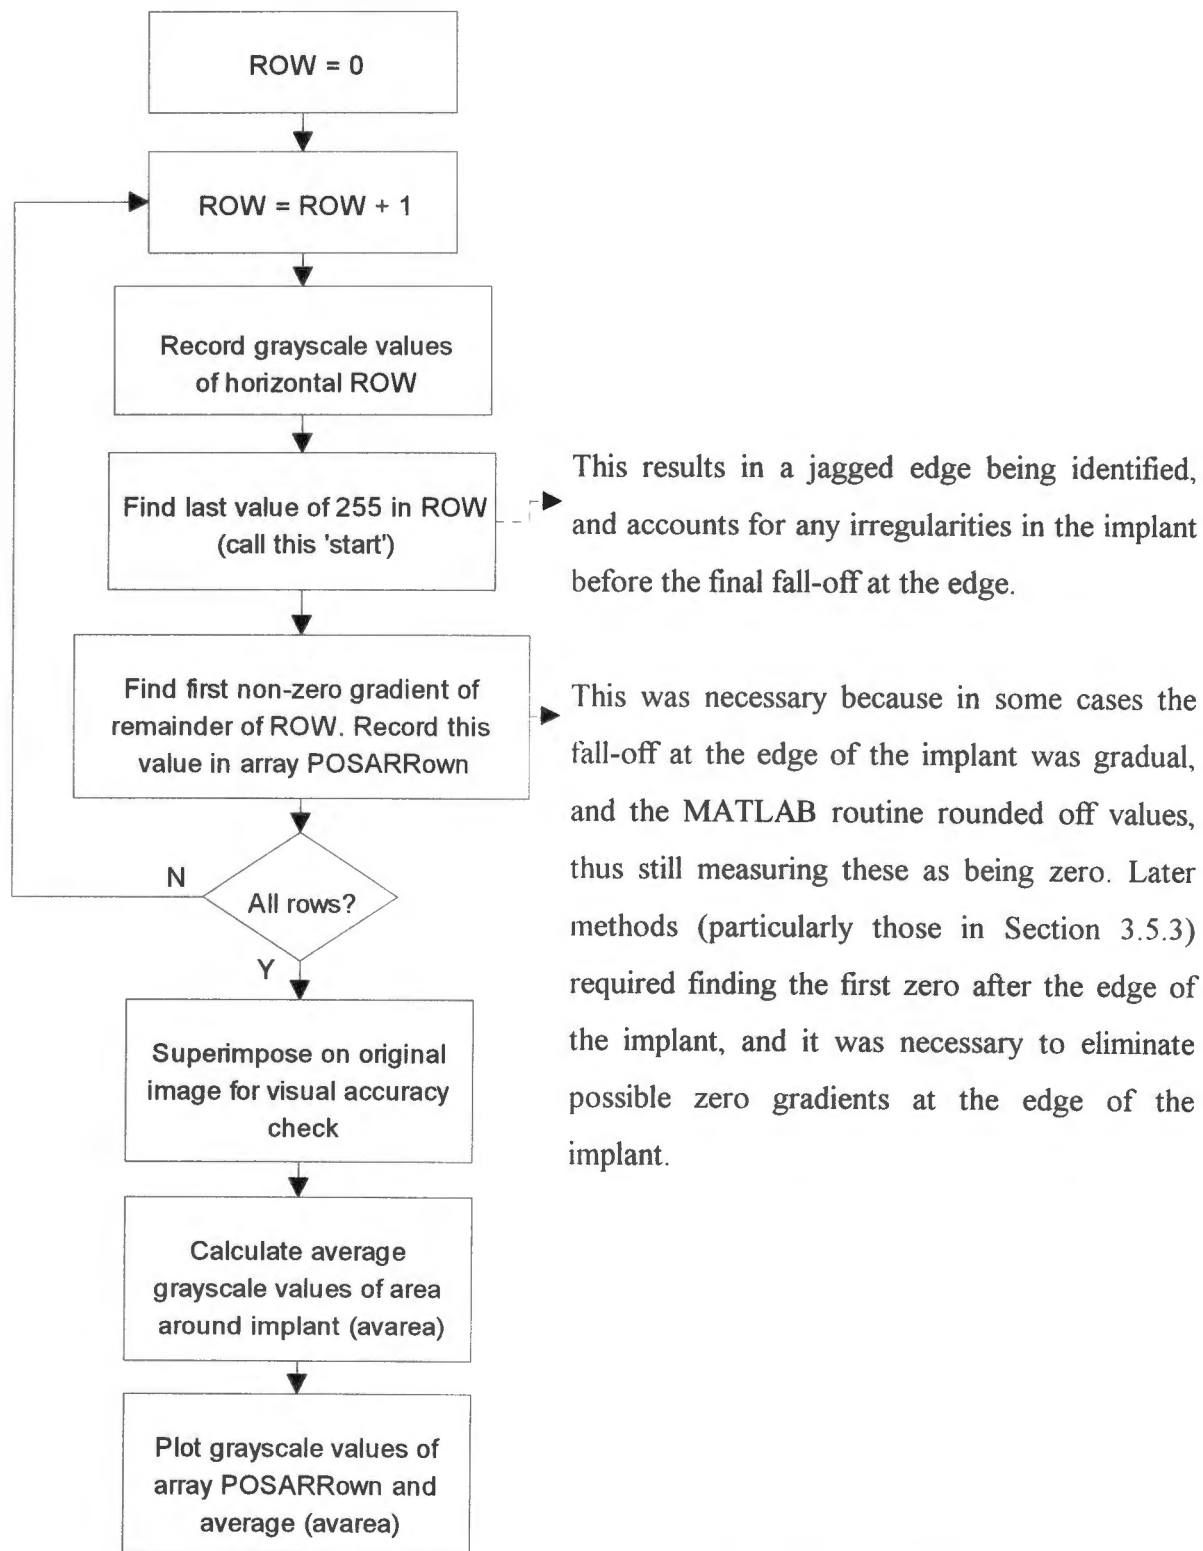 ROW = 0
ROW = ROW + 1
Record grayscale values
of horizontal ROW
Find last value of 255 in ROW
(call this 'start')
This results in a jagged edge being identified,
and accounts for any irregularities in the implant
before the final fall-off at the edge.
Find first non-zero gradient of
remainder of ROW. Record this
value in array POSARRown
This was necessary because in some cases the
fall-off at the edge of the implant was gradual,
and the MATLAB routine rounded off values,
thus still measuring these as being zero. Later
methods (particularly those in Section 3.5.3)
required finding the first zero after the edge of
the implant, and it was necessary to eliminate
possible zero gradients at the edge of the
implant.
N
All rows?
Y
Superimpose on original
image for visual accuracy
check
Calculate average
grayscale values of area
around implant (avarea)
Plot grayscale values of
array POSARRown and
average (avarea)